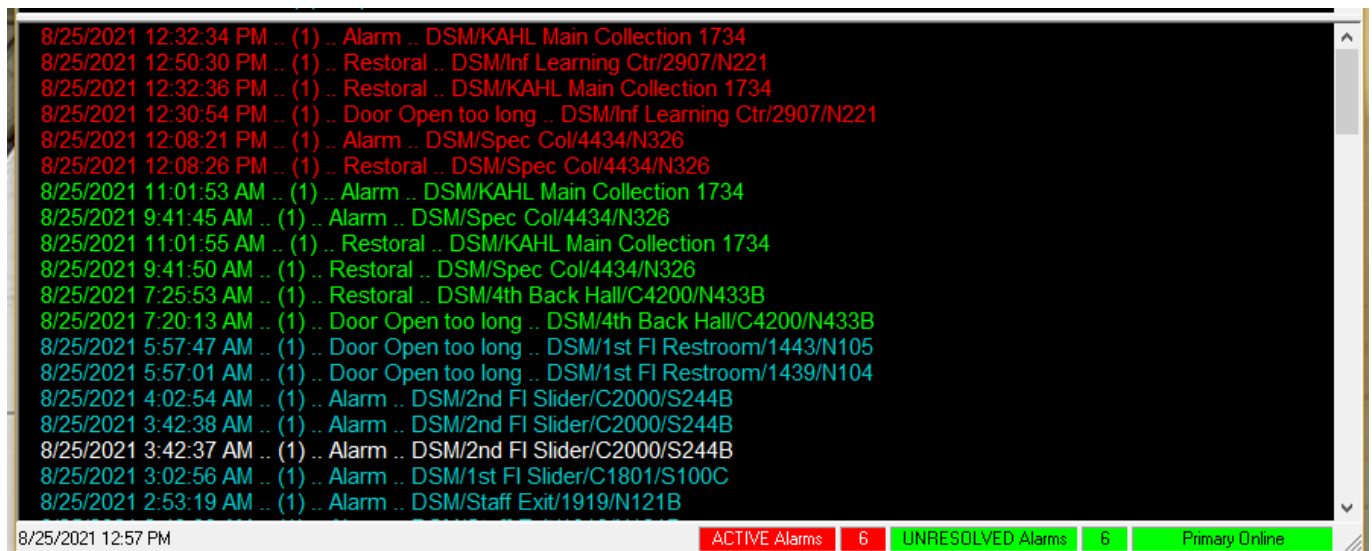 8/25/2021 12:32:34 PM .. (1) .. Alarm .. DSM/KAHL Main Collection 1734
8/25/2021 12:50:30 PM .. (1) .. Restoral .. DSM/Inf Learning Ctr/2907/N221
8/25/2021 12:32:36 PM .. (1) .. Restoral .. DSM/KAHL Main Collection 1734
8/25/2021 12:30:54 PM .. (1) .. Door Open too long .. DSM/Inf Learning Ctr/2907/N221
8/25/2021 12:08:21 PM .. (1) .. Alarm .. DSM/Spec Col/4434/N326
8/25/2021 12:08:26 PM .. (1) .. Restoral .. DSM/Spec Col/4434/N326
8/25/2021 11:01:53 AM .. (1) .. Alarm .. DSM/KAHL Main Collection 1734
8/25/2021 9:41:45 AM .. (1) .. Alarm .. DSM/Spec Col/4434/N326
8/25/2021 11:01:55 AM .. (1) .. Restoral .. DSM/KAHL Main Collection 1734
8/25/2021 9:41:50 AM .. (1) .. Restoral .. DSM/Spec Col/4434/N326
8/25/2021 7:25:53 AM .. (1) .. Restoral .. DSM/4th Back Hall/C4200/N433B
8/25/2021 7:20:13 AM .. (1) .. Door Open too long .. DSM/4th Back Hall/C4200/N433B
8/25/2021 5:57:47 AM .. (1) .. Door Open too long .. DSM/1st Fl Restroom/1443/N105
8/25/2021 5:57:01 AM .. (1) .. Door Open too long .. DSM/1st Fl Restroom/1439/N104
8/25/2021 4:02:54 AM .. (1) .. Alarm .. DSM/2nd Fl Slider/C2000/S244B
8/25/2021 3:42:38 AM .. (1) .. Alarm .. DSM/2nd Fl Slider/C2000/S244B
8/25/2021 3:42:37 AM .. (1) .. Alarm .. DSM/2nd Fl Slider/C2000/S244B
8/25/2021 3:02:56 AM .. (1) .. Alarm .. DSM/1st Fl Slider/C1801/S100C
8/25/2021 2:53:19 AM .. (1) .. Alarm .. DSM/Staff Exit/1919/N121B
8/25/2021 12:57 PM ACTIVE Alarms 6 UNRESOLVED Alarms 6 Primary Online